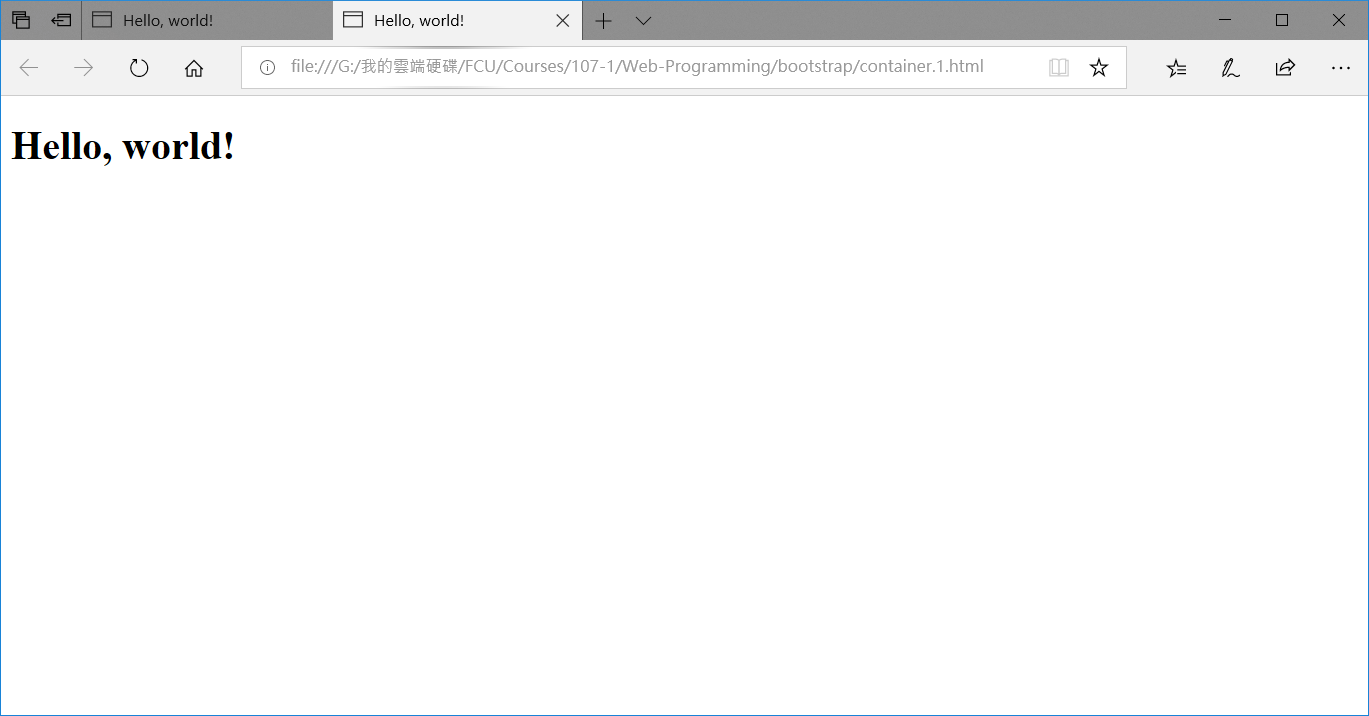 Hello, world!
Hello, world!
file:///G:/我的雲端硬碟/FCU/Courses/107-1/Web-Programming/bootstrap/container.1.html
Hello, world!